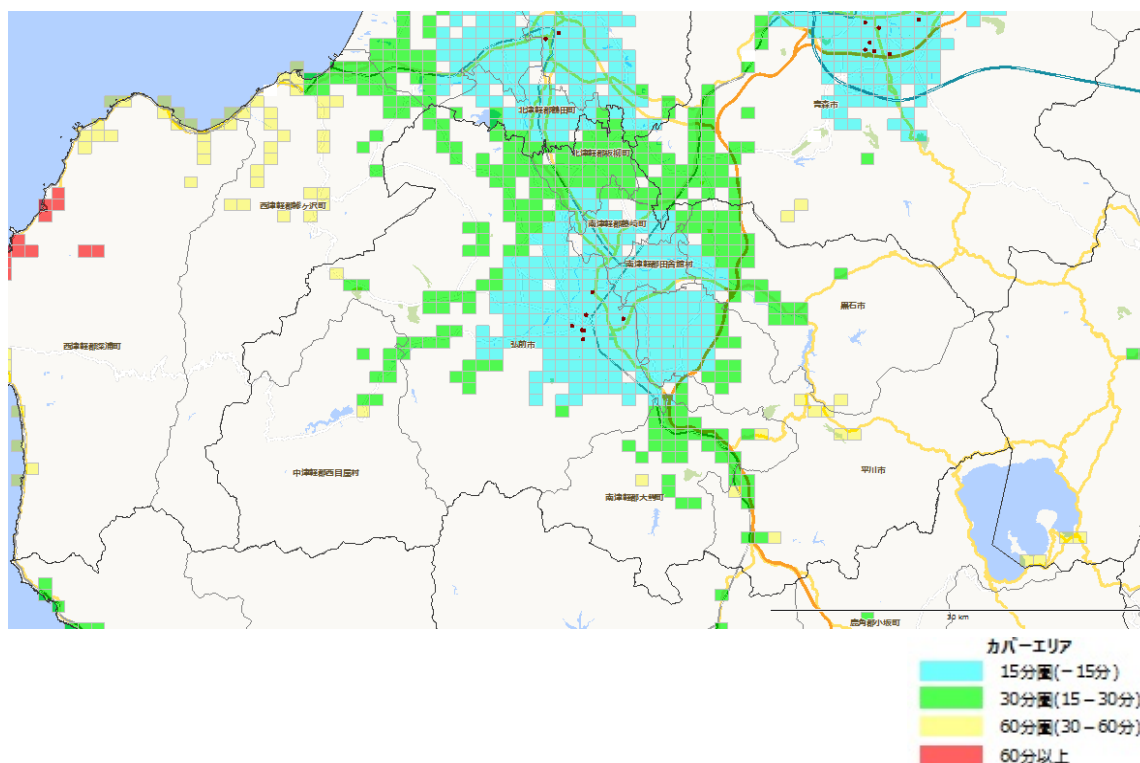 北津軽郡鶴田町
青森市
北津軽郡板柳町
西津軽郡鰺ヶ沢町
南津軽郡藤崎町
南津軽郡田舎館村
黒石市
弘前市
西津軽郡深浦町
中津軽郡西目屋村
平川市
南津軽郡大鰐町
30 km
鹿角郡小坂町
カバーエリア
15分圏(−15分)
30分圏(15−30分)
60分圏(30−60分)
60分以上